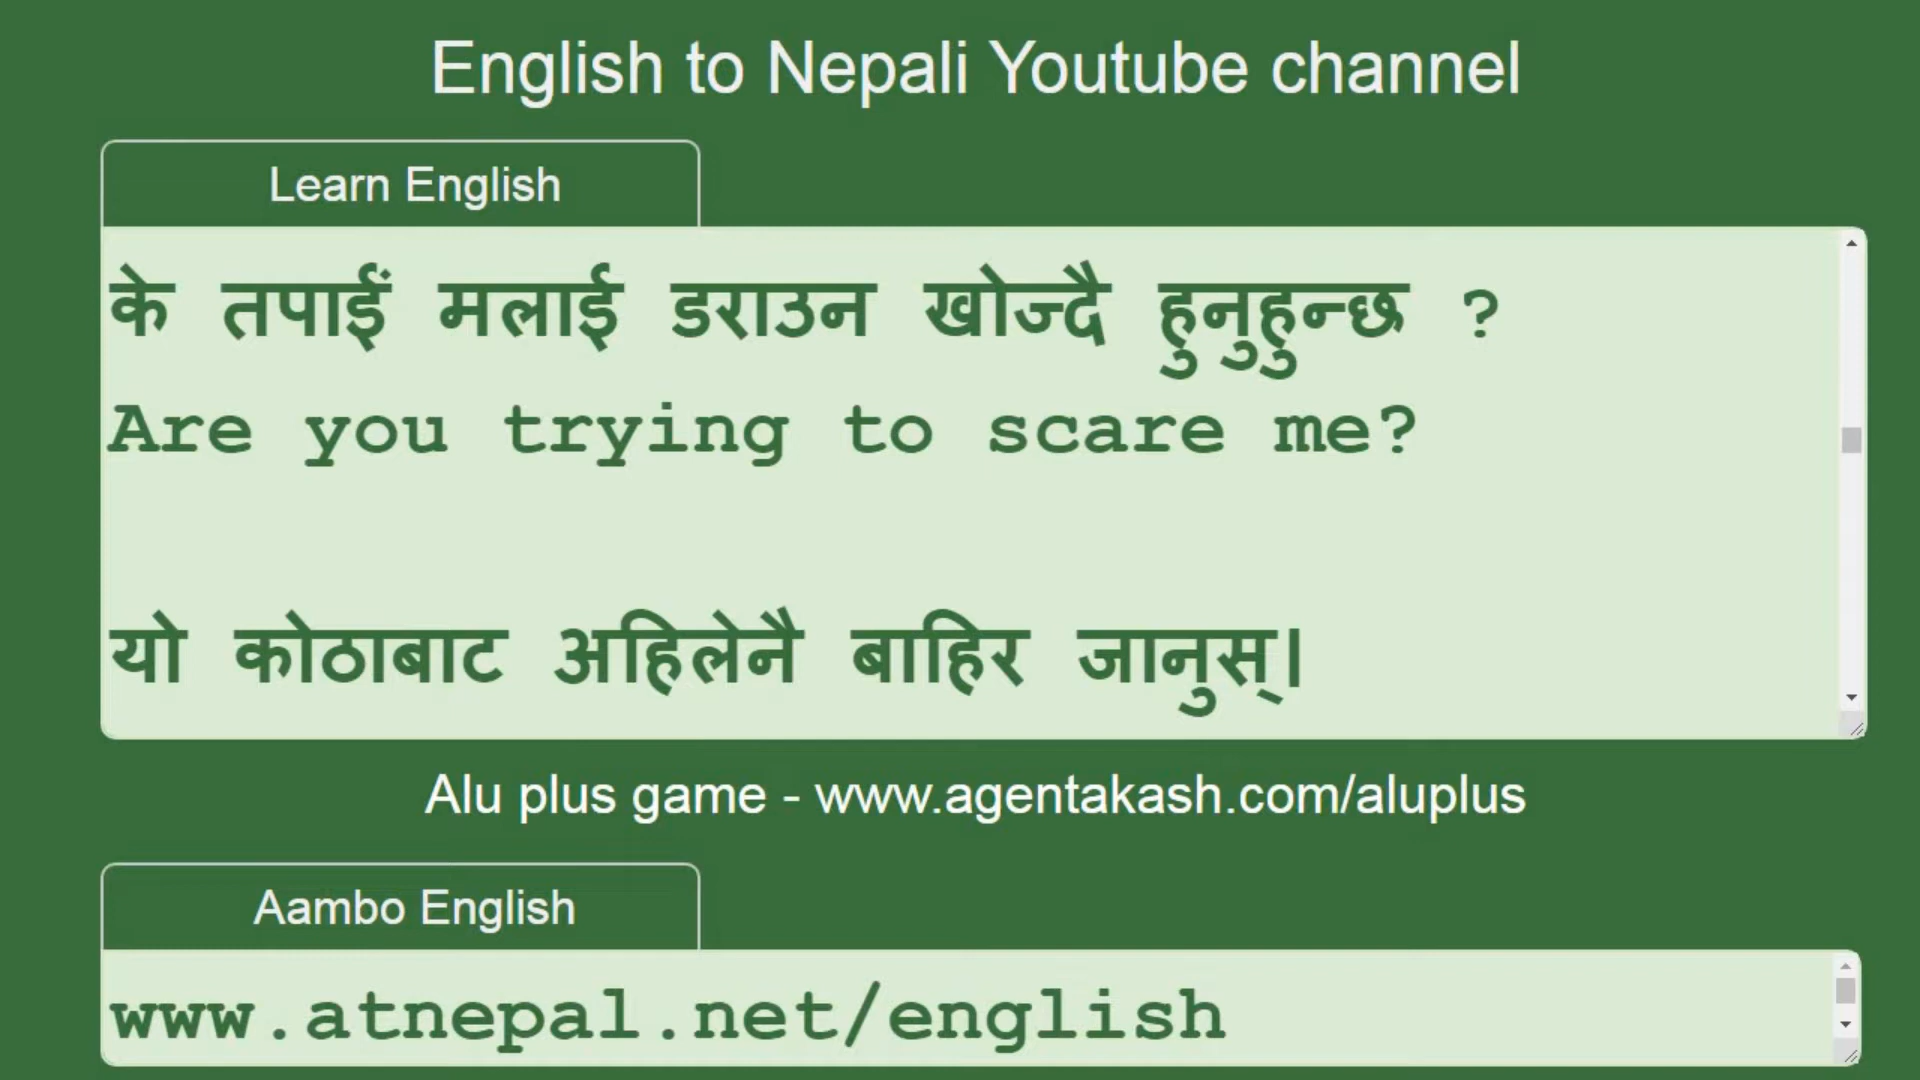 English to Nepali Youtube channel
Learn English
के तपाईं मलाई डराउन खोज्दै हुनुहुन्छ ?
Are you trying to scare me?
यो कोठाबाट अहिलेनै बाहिर जानुस्।
Alu plus game - www.agentakash.com/aluplus
Aambo English
www.atnepal.net/english